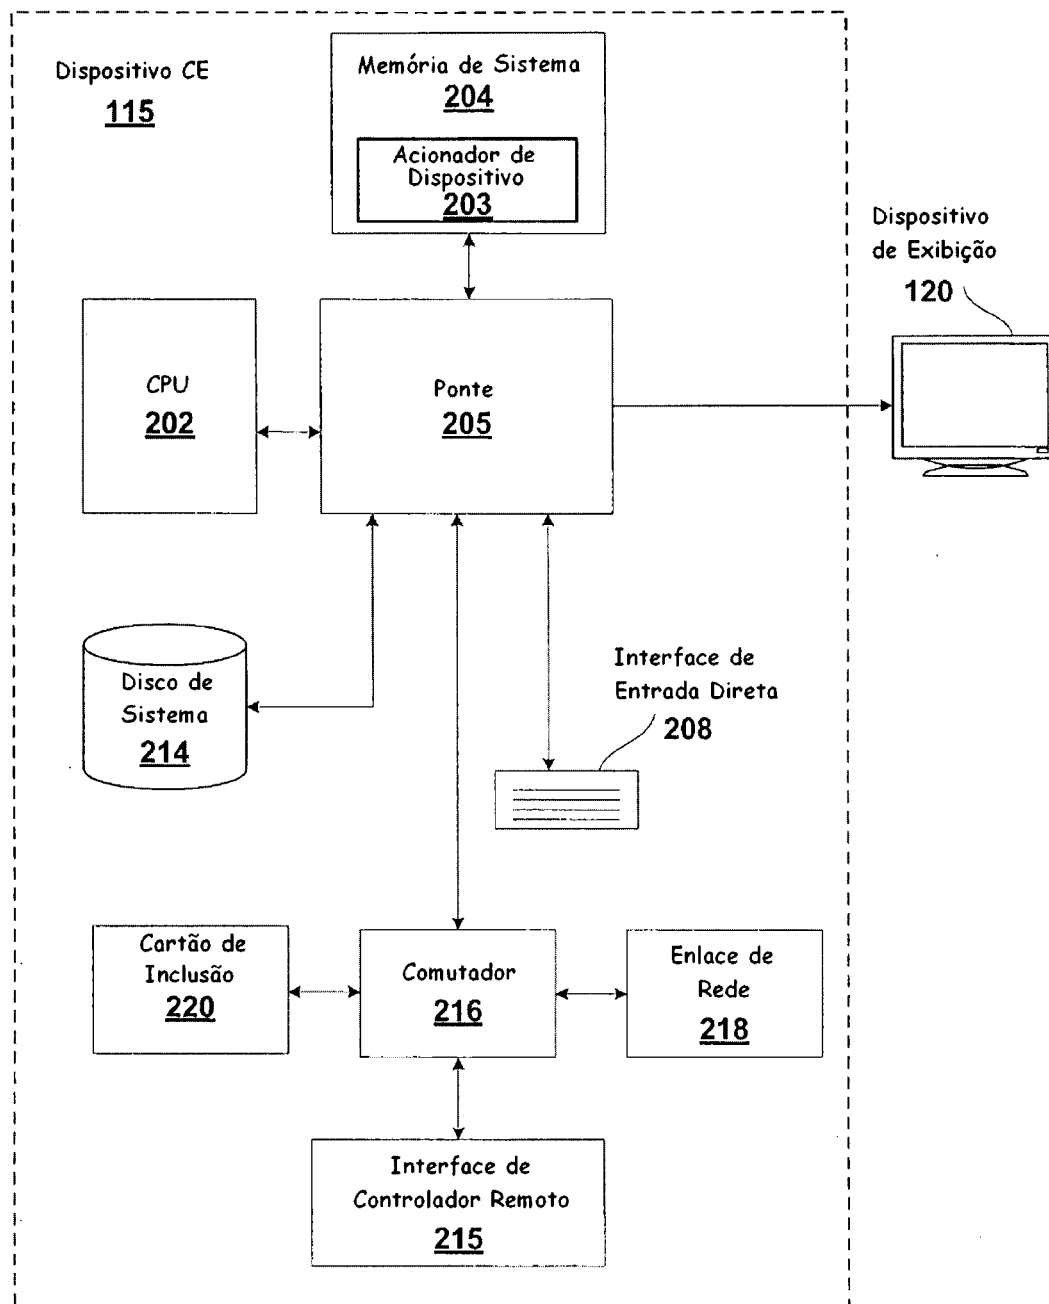 Dispositivo CE
115
Memória de Sistema
204
Acionador de
Dispositivo
203
Dispositivo
de Exibição
120
CPU
202
Ponte
205
Disco de
Sistema
214
Interface de
Entrada Direta
208
Cartão de
Inclusão
220
Comutador
216
Enlace de
Rede
218
Interface de
Controlador Remoto
215